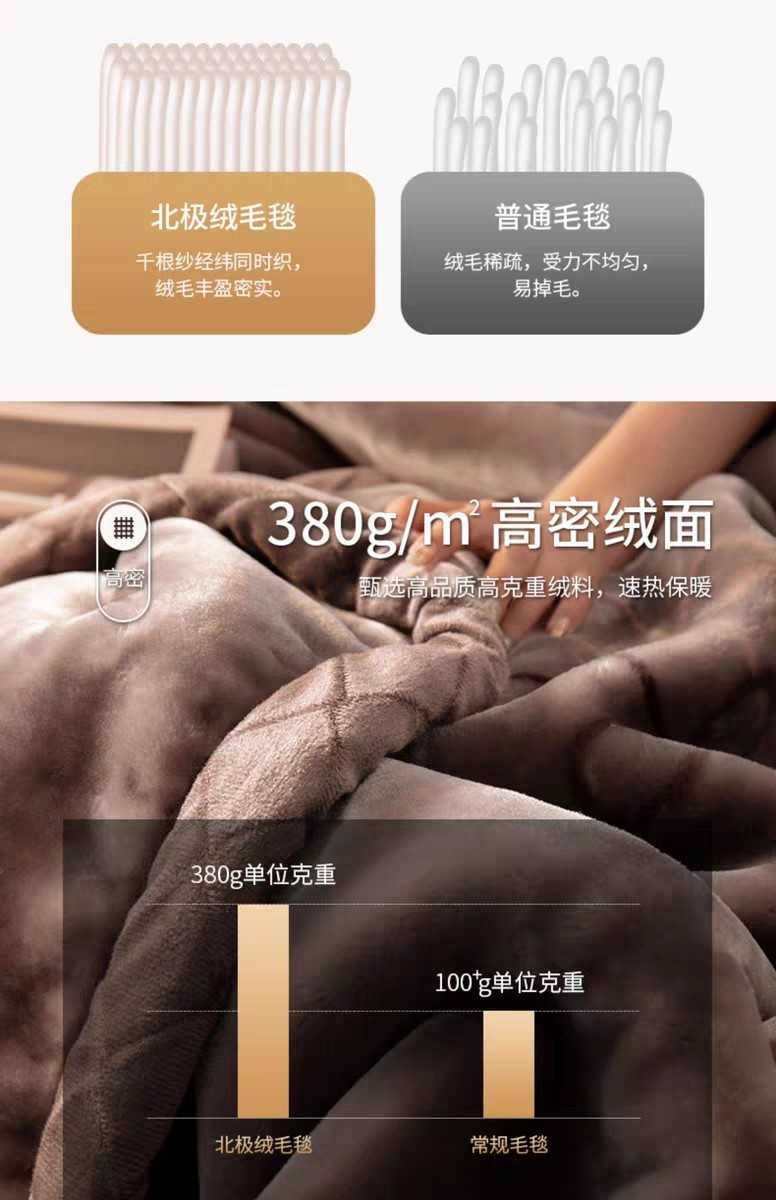 北极绒毛毯
千根纱经纬同时织，
绒毛丰盈密实。
普通毛毯
绒毛稀疏，受力不均匀，
易掉毛。
380g/m²高密绒面
高密
甄选高品质高克重绒料，速热保暖
380g单位克重
100⁺g单位克重
北极绒毛毯
常规毛毯